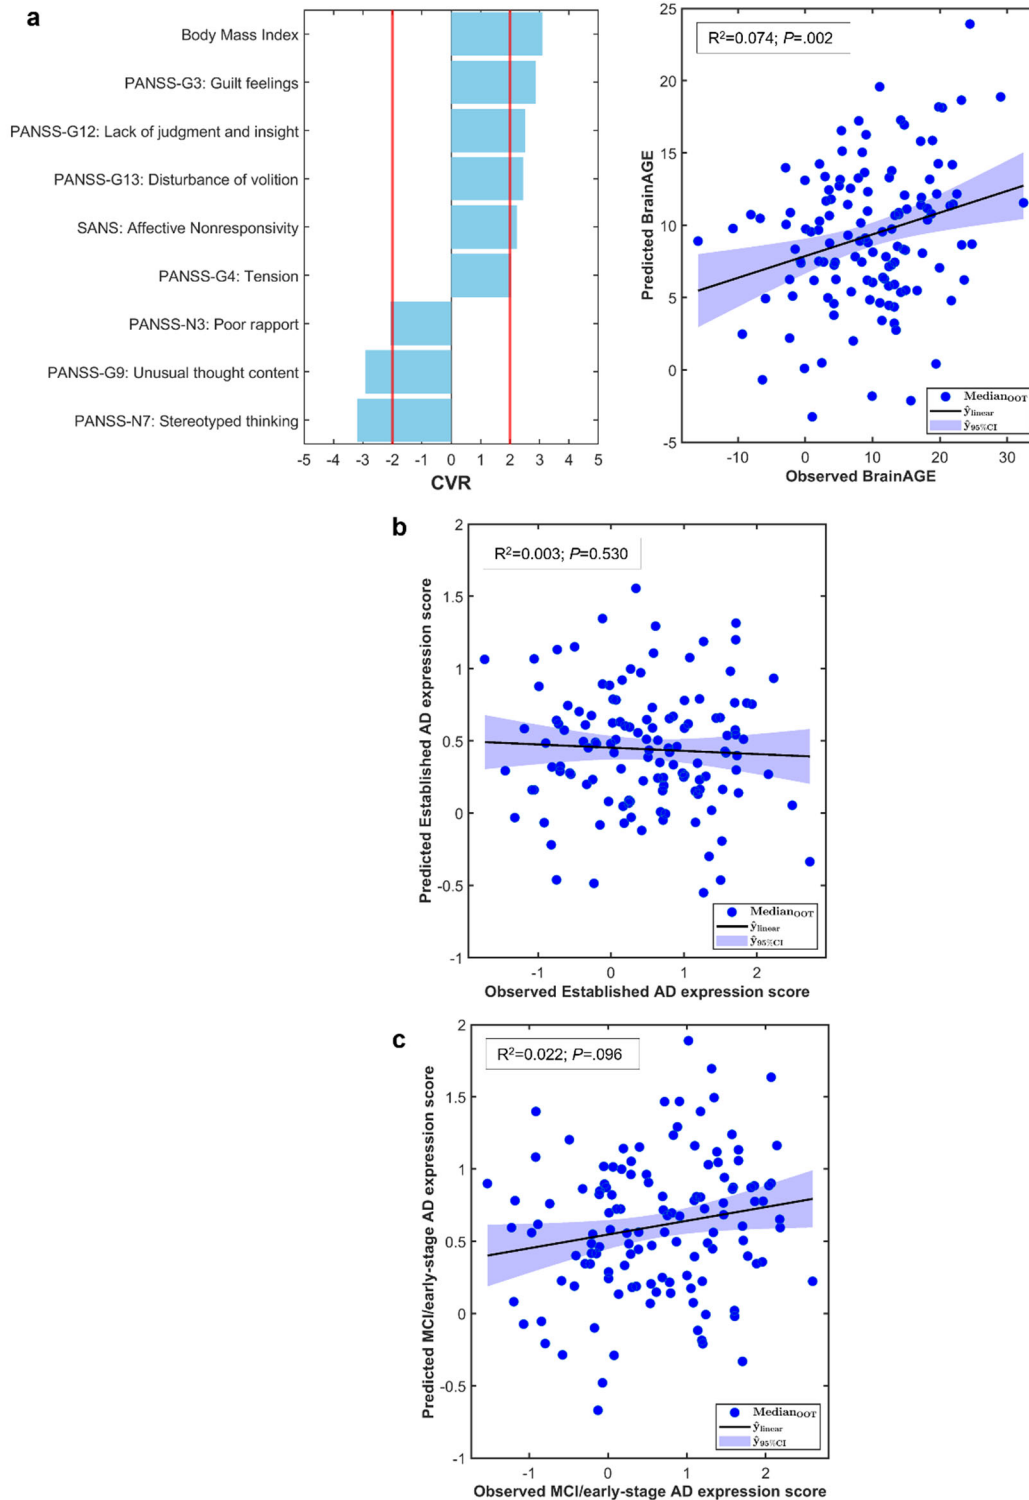 a
Body Mass Index
PANSS-G3: Guilt feelings
PANSS-G12: Lack of judgment and insight
PANSS-G13: Disturbance of volition
SANS: Affective Nonresponsivity
PANSS-G4: Tension
PANSS-N3: Poor rapport
PANSS-G9: Unusual thought content
PANSS-N7: Stereotyped thinking
-5 -4 -3 -2 -1 0 1 2 3 4 5
CVR
R²=0.074; P=.002
25
20
15
10
5
0
-5
Predicted BrainAGE
-10 0 10 20 30
Observed BrainAGE
Median_OOT
ŷ_linear
ŷ_95%CI
b
R²=0.003; P=0.530
2
1.5
1
0.5
0
-0.5
-1
Predicted Established AD expression score
-1 0 1 2
Observed Established AD expression score
Median_OOT
ŷ_linear
ŷ_95%CI
c
R²=0.022; P=.096
2
1.5
1
0.5
0
-0.5
-1
Predicted MCI/early-stage AD expression score
-1 0 1 2
Observed MCI/early-stage AD expression score
Median_OOT
ŷ_linear
ŷ_95%CI